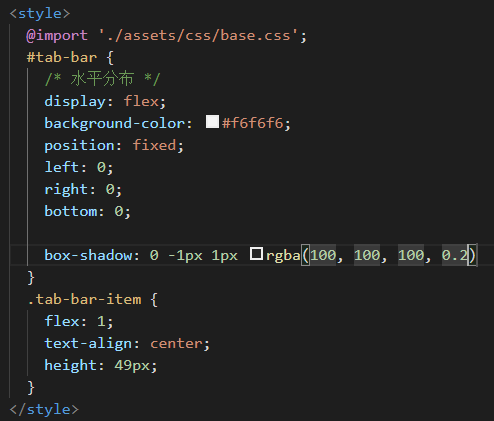 <style>
@import './assets/css/base.css';
#tab-bar {
/* 水平分布 */
display: flex;
background-color: #f6f6f6;
position: fixed;
left: 0;
right: 0;
bottom: 0;
box-shadow: 0 -1px 1px rgba(100, 100, 100, 0.2)
}
.tab-bar-item {
flex: 1;
text-align: center;
height: 49px;
}
</style>